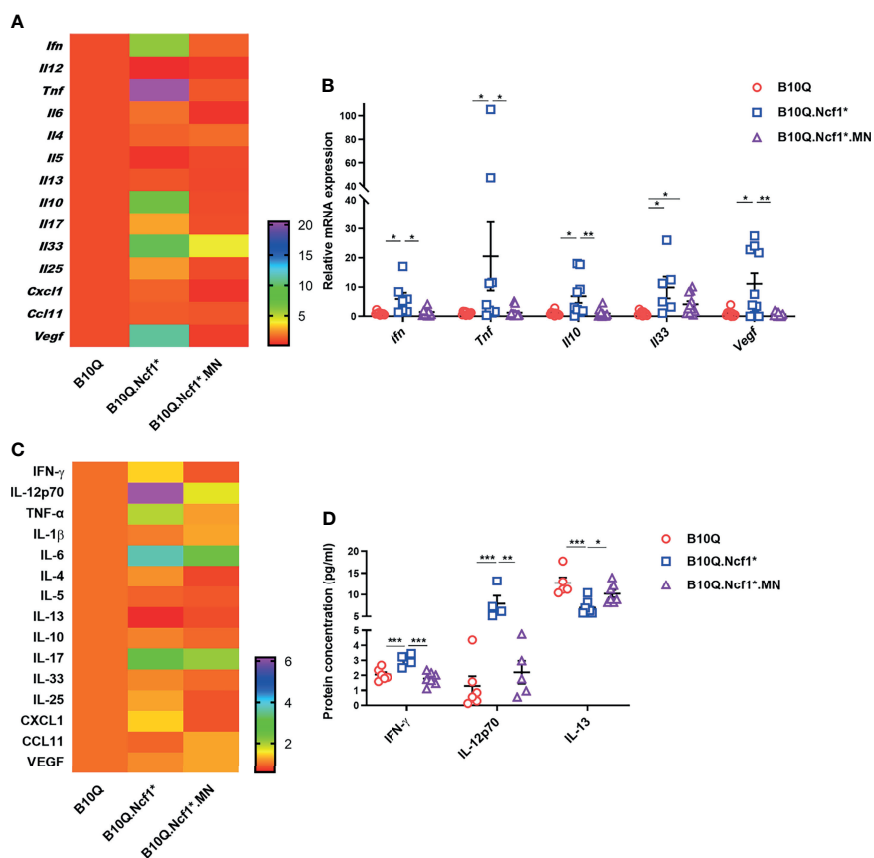 A
Ifn
Il12
Tnf
Il6
Il4
Il5
Il13
Il10
Il17
Il33
Il25
Cxcl1
Ccl11
Vegf
20
15
10
5
B10Q
B10Q.Ncf1*
B10Q.Ncf1*.MN
B
B10Q
B10Q.Ncf1*
B10Q.Ncf1*.MN
Relative mRNA expression
100
80
60
40
40
30
20
10
0
* *
* *
* **
*
*
* **
Ifn
Tnf
Il10
Il33
Vegf
C
IFN-γ
IL-12p70
TNF-α
IL-1β
IL-6
IL-4
IL-5
IL-13
IL-10
IL-17
IL-33
IL-25
CXCL1
CCL11
VEGF
6
4
2
B10Q
B10Q.Ncf1*
B10Q.Ncf1*.MN
D
B10Q
B10Q.Ncf1*
B10Q.Ncf1*.MN
Protein concentration (pg/ml)
20
15
10
5
5
4
3
2
1
0
*** ***
*** **
*** *
IFN-γ
IL-12p70
IL-13